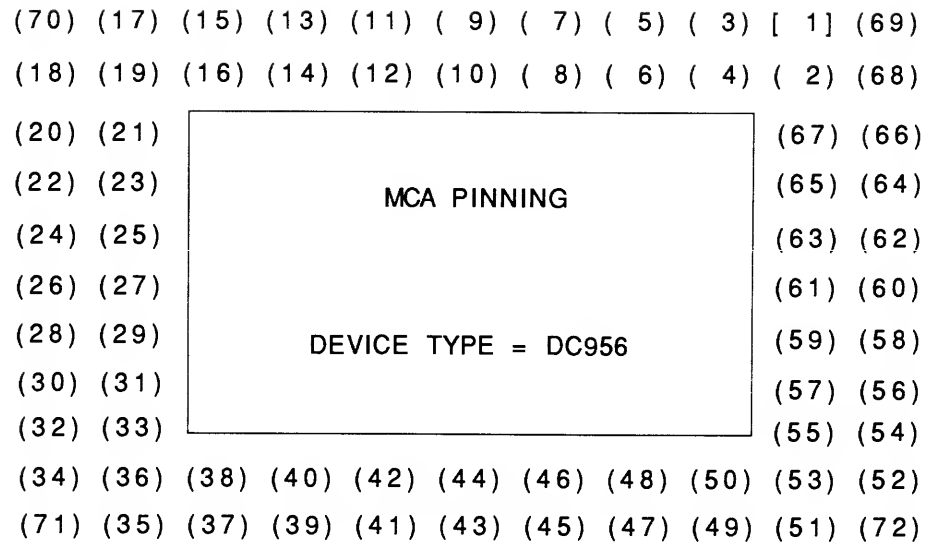 (70) (17) (15) (13) (11) ( 9) ( 7) ( 5) ( 3) [ 1] (69)
(18) (19) (16) (14) (12) (10) ( 8) ( 6) ( 4) ( 2) (68)
(20) (21) (67) (66)
(22) (23) MCA PINNING (65) (64)
(24) (25) (63) (62)
(26) (27) (61) (60)
(28) (29) DEVICE TYPE = DC956 (59) (58)
(30) (31) (57) (56)
(32) (33) (55) (54)
(34) (36) (38) (40) (42) (44) (46) (48) (50) (53) (52)
(71) (35) (37) (39) (41) (43) (45) (47) (49) (51) (72)